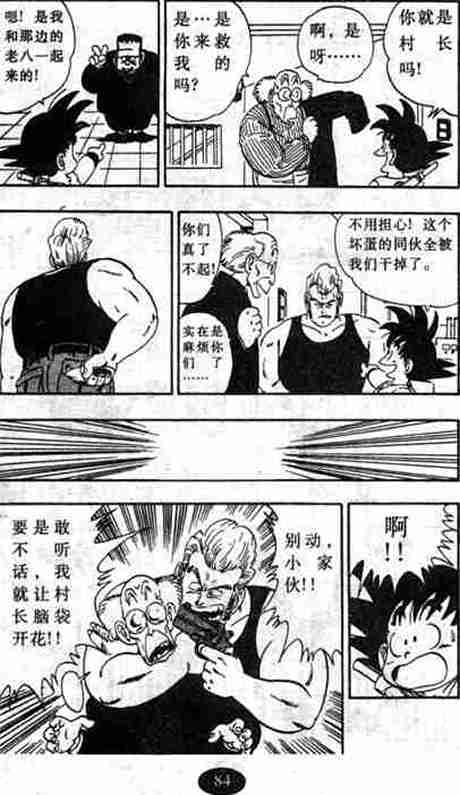 你就是
村长
吗!
啊,是
呀……
是…是
你来救
我的
吗?
嗯!是我
和那边的
老八一起
来的!
不用担心!这个
坏蛋的同伙全被
我们干掉了。
你们
真了
不起!
实在是
麻烦你
们了
……
啊
!!
别动,
小家
伙!!
要是敢
不听
话,我
就让村
长脑袋
开花!!
84